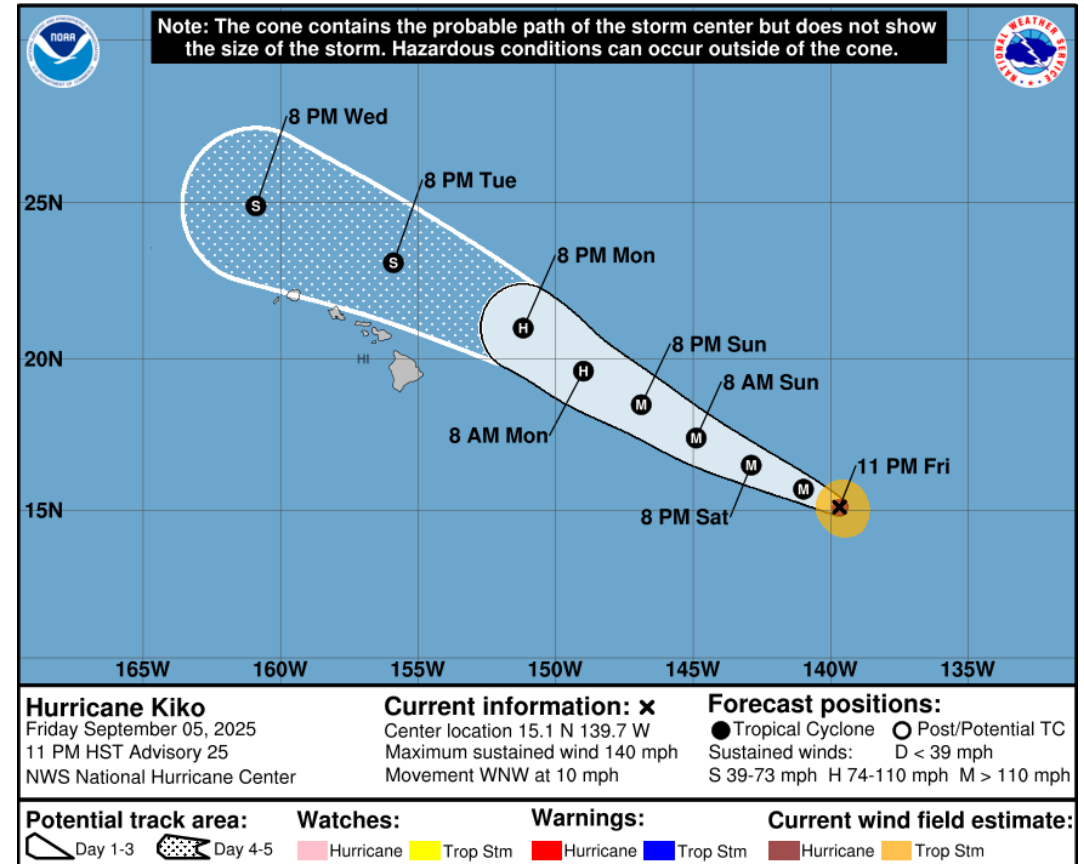 Note: The cone contains the probable path of the storm center but does not show
the size of the storm. Hazardous conditions can occur outside of the cone.
NOAA
NATIONAL WEATHER SERVICE
8 PM Wed
8 PM Tue
25N
8 PM Mon
S
S
H
8 PM Sun
20N
HI
H
8 AM Sun
M
8 AM Mon
M
11 PM Fri
M
M
15N
8 PM Sat
165W 160W 155W 150W 145W 140W 135W
Hurricane Kiko
Friday September 05, 2025
11 PM HST Advisory 25
NWS National Hurricane Center
Current information: ×
Center location 15.1 N 139.7 W
Maximum sustained wind 140 mph
Movement WNW at 10 mph
Forecast positions:
Tropical Cyclone Post/Potential TC
Sustained winds: D < 39 mph
S 39-73 mph H 74-110 mph M > 110 mph
Potential track area:
Day 1-3 Day 4-5
Watches:
Hurricane Trop Stm
Warnings:
Hurricane Trop Stm
Current wind field estimate:
Hurricane Trop Stm